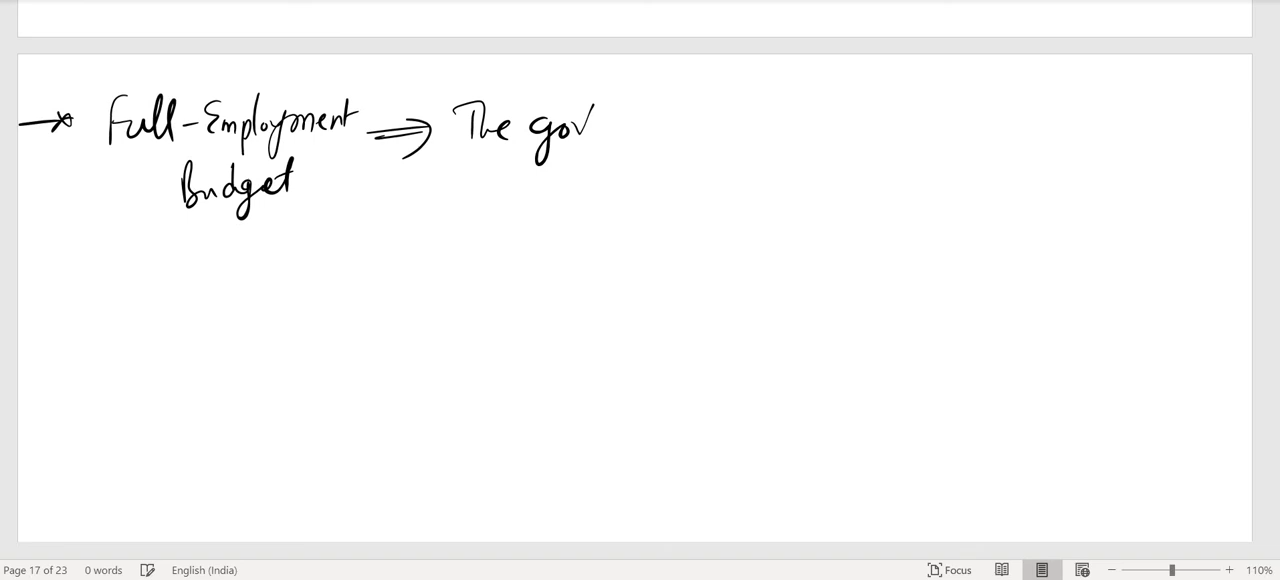 → Full-Employment ⇒ The gov
Budget
Page 17 of 23 0 words English (India) Focus 110%